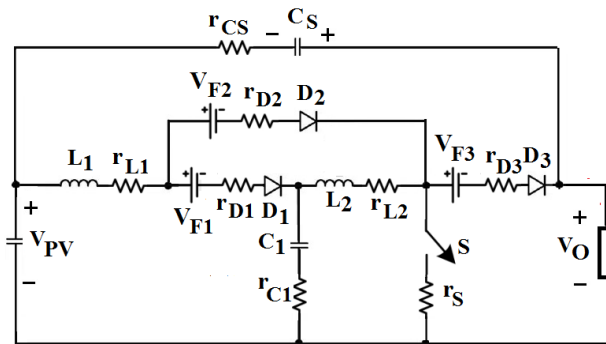 r_CS − C_S +
V_F2 r_D2 D_2
+ −
L_1 r_L1
V_F3 r_D3 D_3
+ − + −
+ V_F1 r_D1 D_1 L_2 r_L2 +
V_PV C_1 S V_O
− r_C1 r_S −